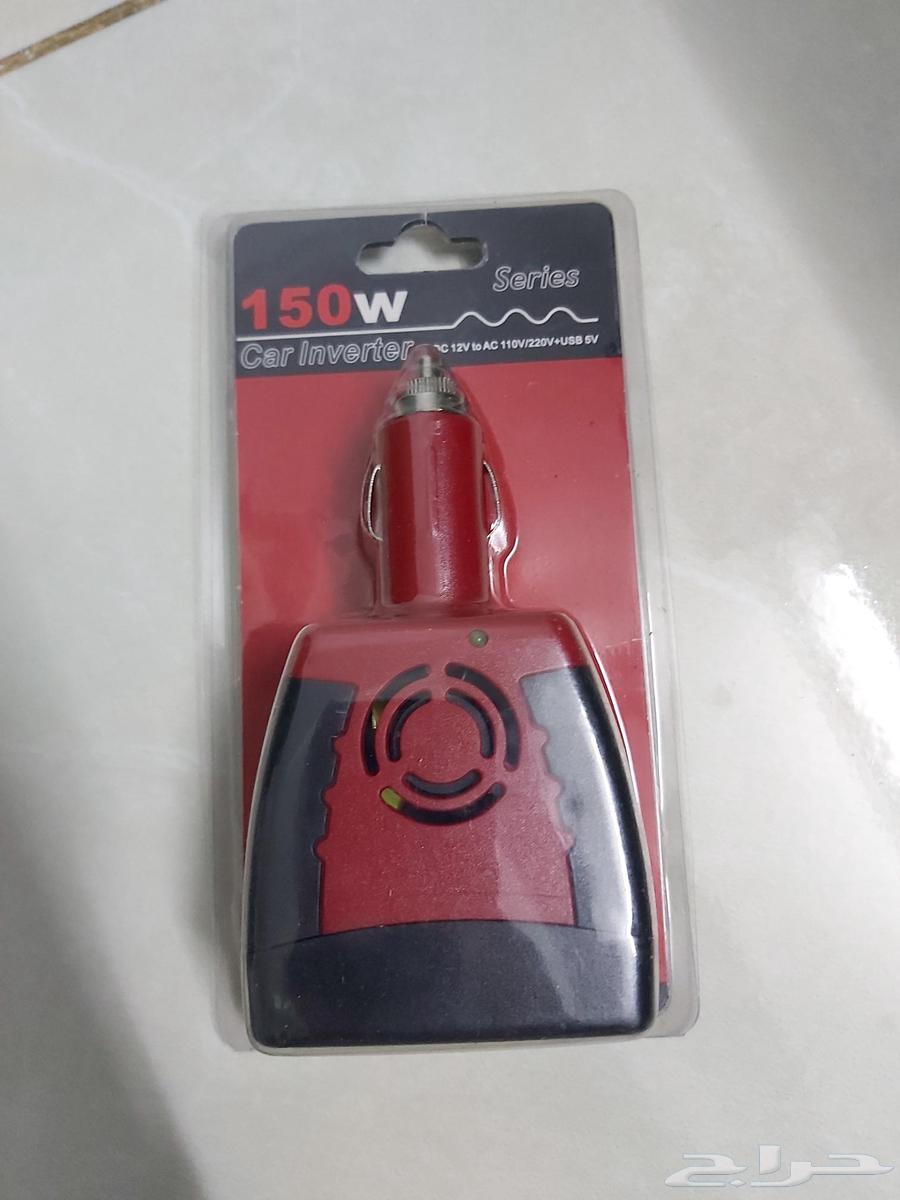 Series
150W
Car Inverter DC 12V to AC 110V/220V+USB 5V
حراج